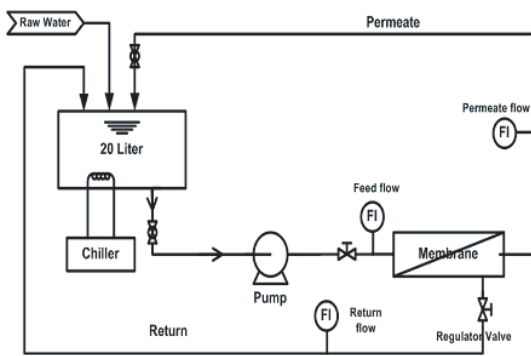 Raw Water
Permeate
Permeate flow
FI
20 Liter
Feed flow
FI
Chiller
Membrane
Pump
FI
Return
flow
Return
Regulator Valve